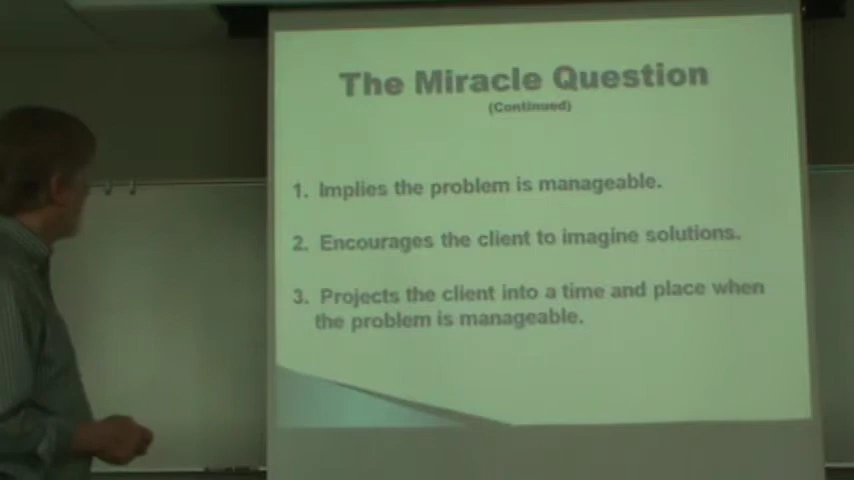 The Miracle Question
(Continued)
1. Implies the problem is manageable.
2. Encourages the client to imagine solutions.
3. Projects the client into a time and place when
the problem is manageable.